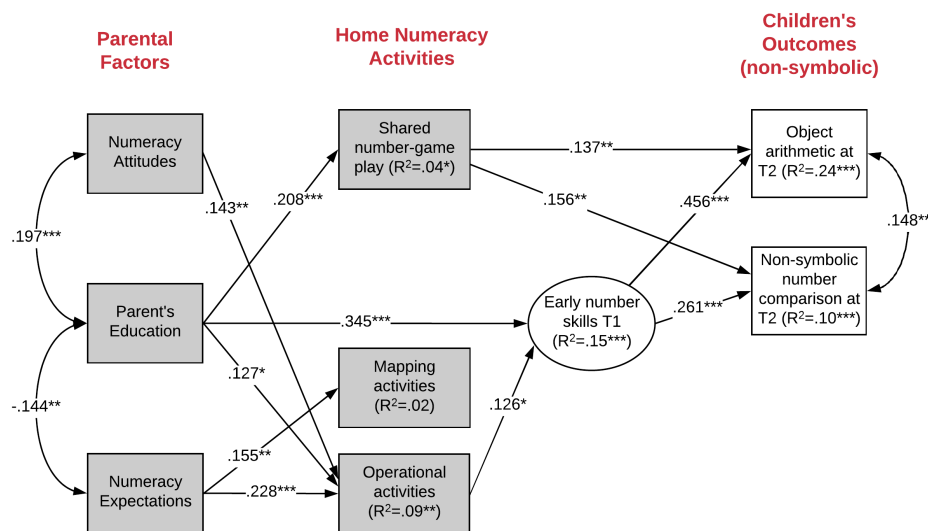 Parental
Factors
Home Numeracy
Activities
Children's
Outcomes
(non-symbolic)
Numeracy
Attitudes
Shared
number-game
play (R²=.04*)
Object
arithmetic at
T2 (R²=.24***)
.137**
.143**
.208***
.156**
.456***
.148**
.197***
Parent's
Education
.345***
Early number
skills T1
(R²=.15***)
.261***
Non-symbolic
number
comparison at
T2 (R²=.10***)
.127*
Mapping
activities
(R²=.02)
.126*
-.144**
.155**
Numeracy
Expectations
.228***
Operational
activities
(R²=.09**)